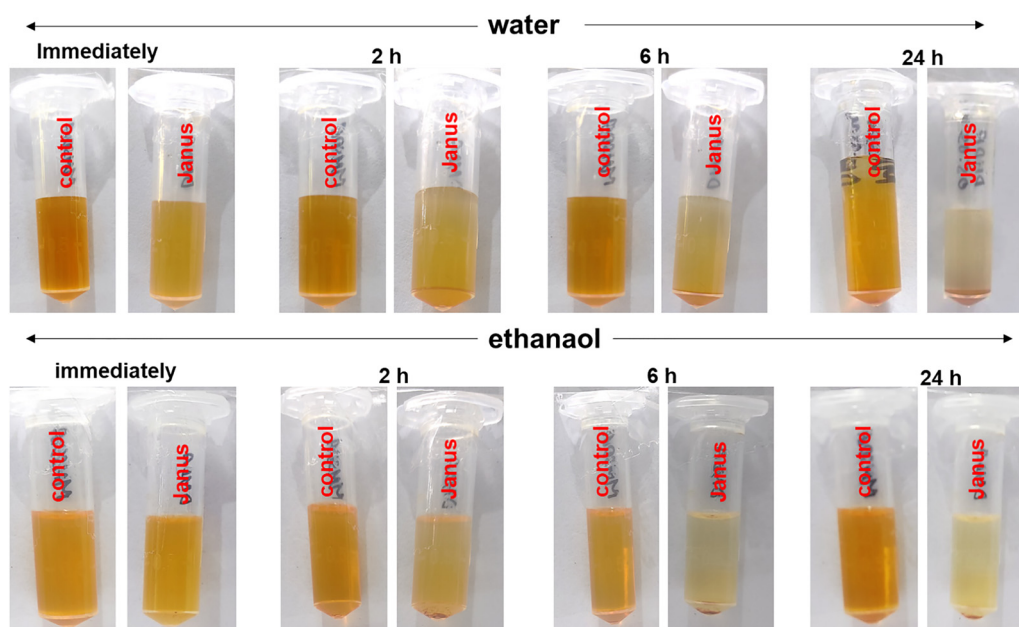 water
Immediately 2 h 6 h 24 h
control Janus control Janus control Janus control Janus
ethanaol
immediately 2 h 6 h 24 h
control Janus control Janus control Janus control Janus